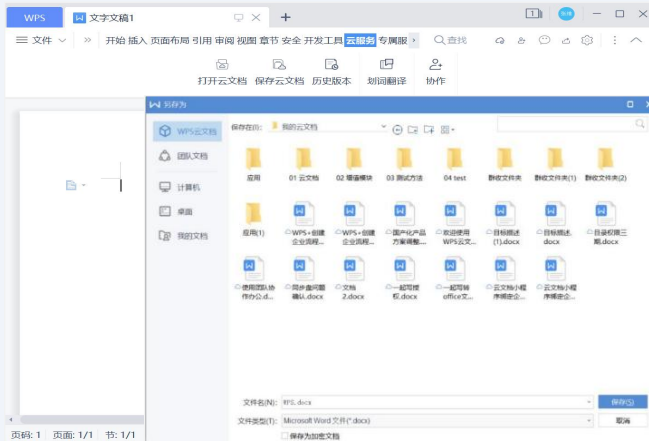 WPS 文字文稿1
文件 开始 插入 页面布局 引用 审阅 视图 章节 安全 开发工具 云服务 专属服 查找
打开云文档 保存云文档 历史版本 划词翻译 协作
另存为
WPS云文档
团队文档
计算机
桌面
我的文档
保存在(I): 我的云文档
应用 01 云文档 02 增值模块 03 测试方法 04 test 群收文件夹 群收文件夹(1) 群收文件夹(2)
应用(1) WPS+创建 WPS+创建 国产化产品 欢迎使用 目标描述 目标描述. 目录权限三
企业流程... 企业流程... 方案调整.... WPS云文... (1).docx docx 期.docx
使用团队协 同步盘问题 文档 一起写授 一起写转 云文档小程 云文档小程
作办公.d... 确认.docx 2.docx 权.docx office文... 序绑定企... 序绑定企...
文件名(N): WPS.docx 保存(S)
文件类型(T): Microsoft Word 文件(*.docx) 取消
保存为加密文档
页码: 1 页面: 1/1 节: 1/1